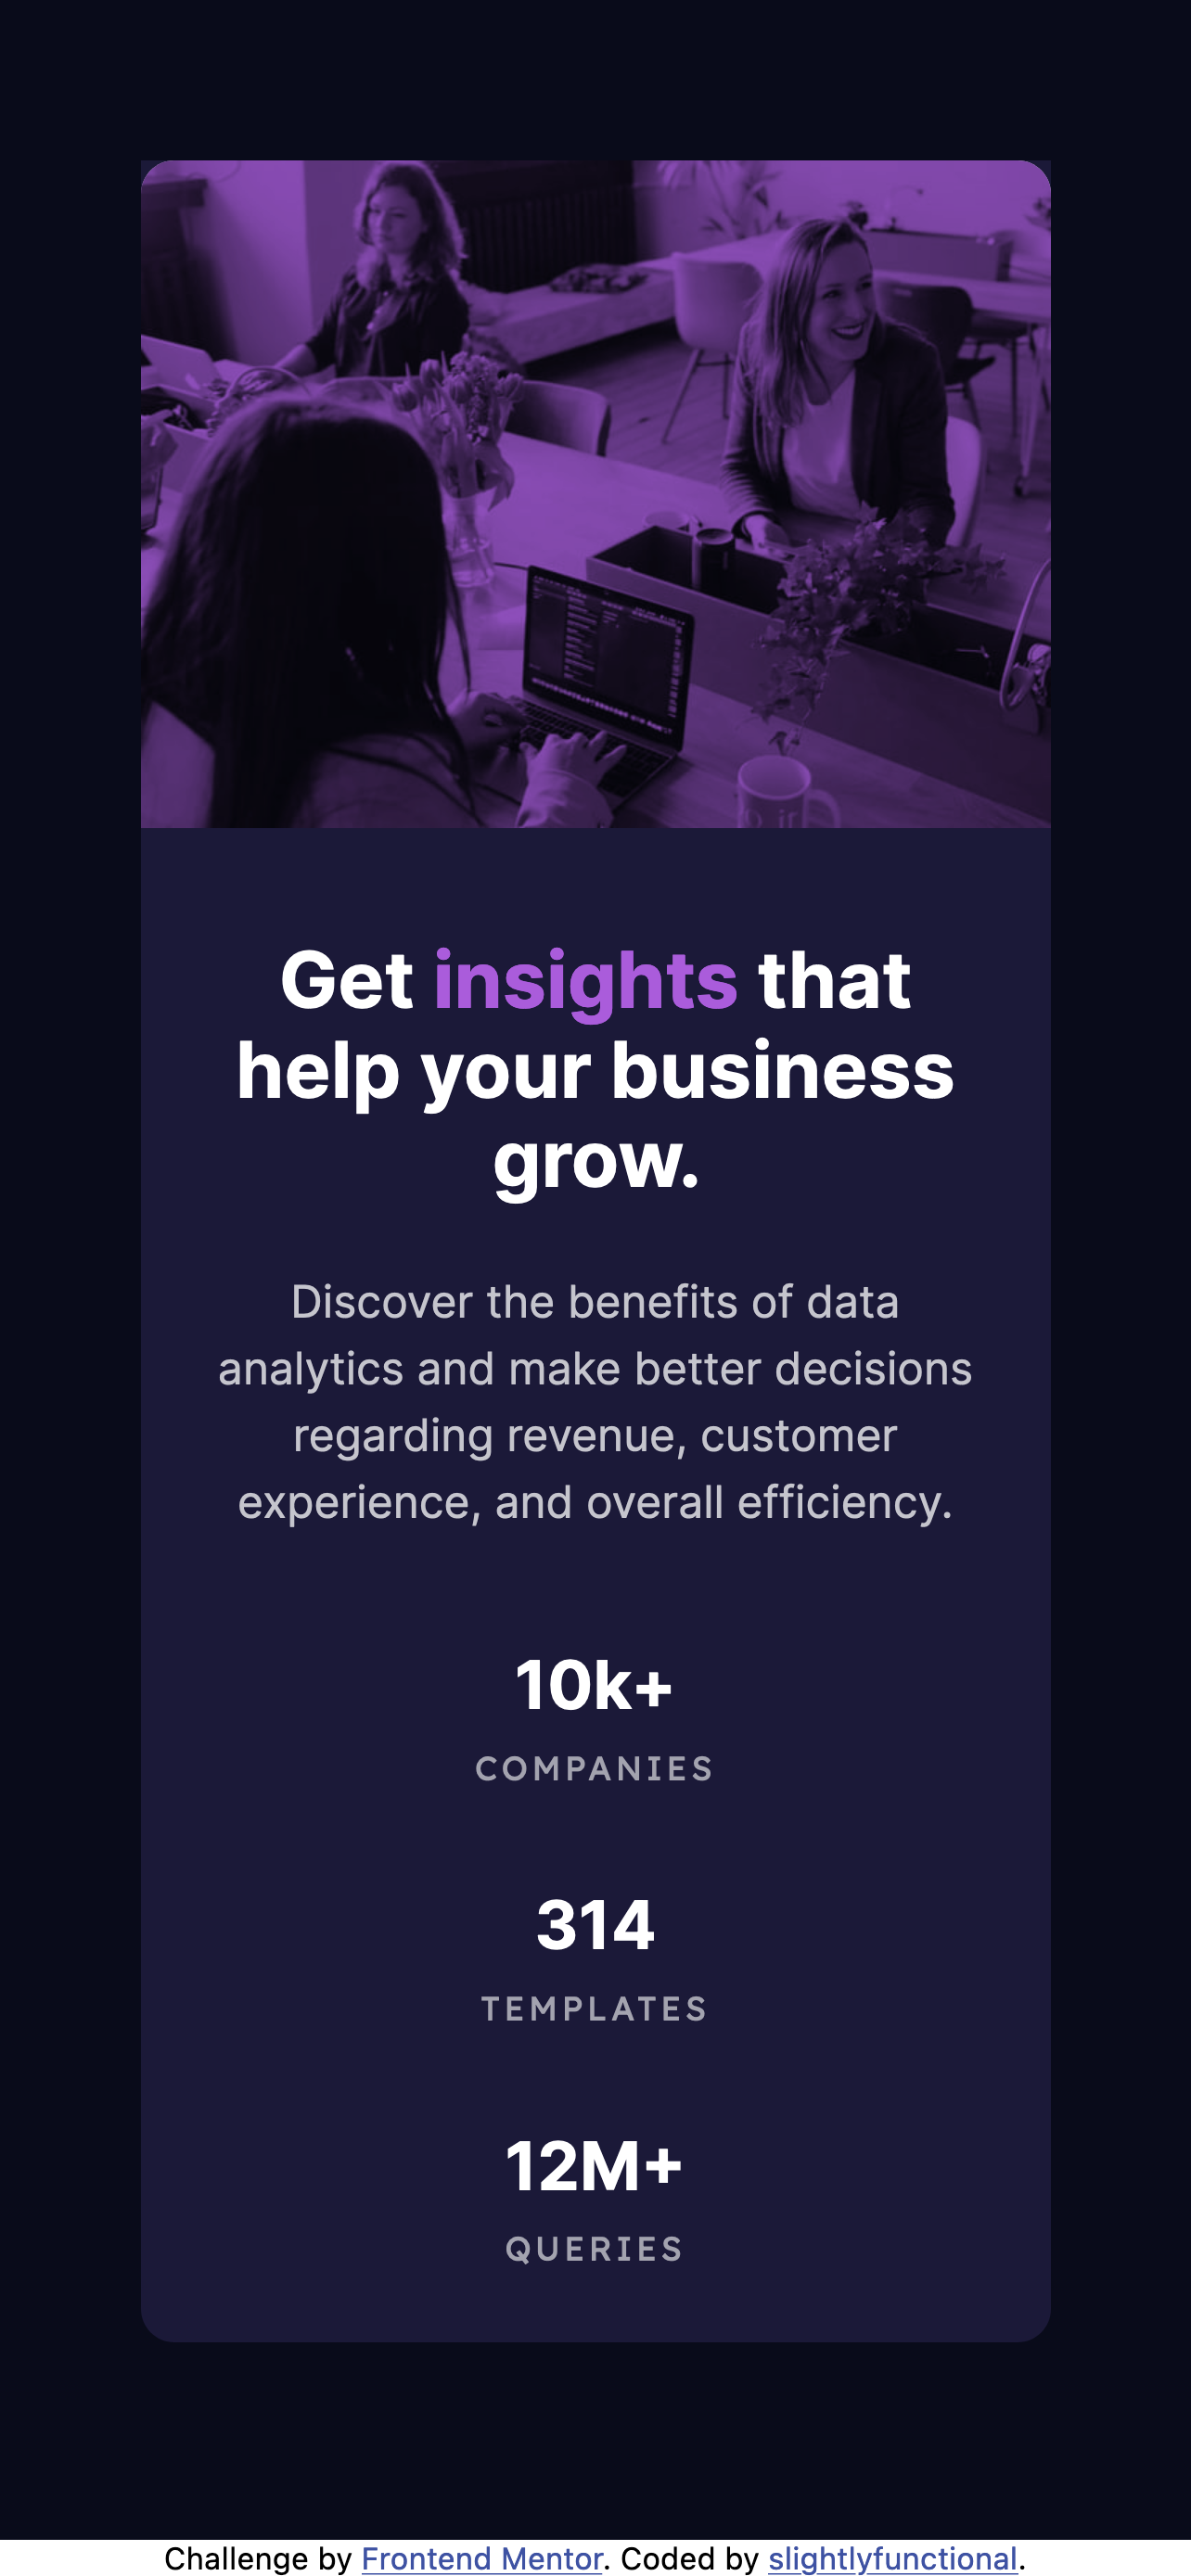 Get insights that
help your business
grow.
Discover the benefits of data
analytics and make better decisions
regarding revenue, customer
experience, and overall efficiency.
10k+
COMPANIES
314
TEMPLATES
12M+
QUERIES
Challenge by Frontend Mentor. Coded by slightlyfunctional.